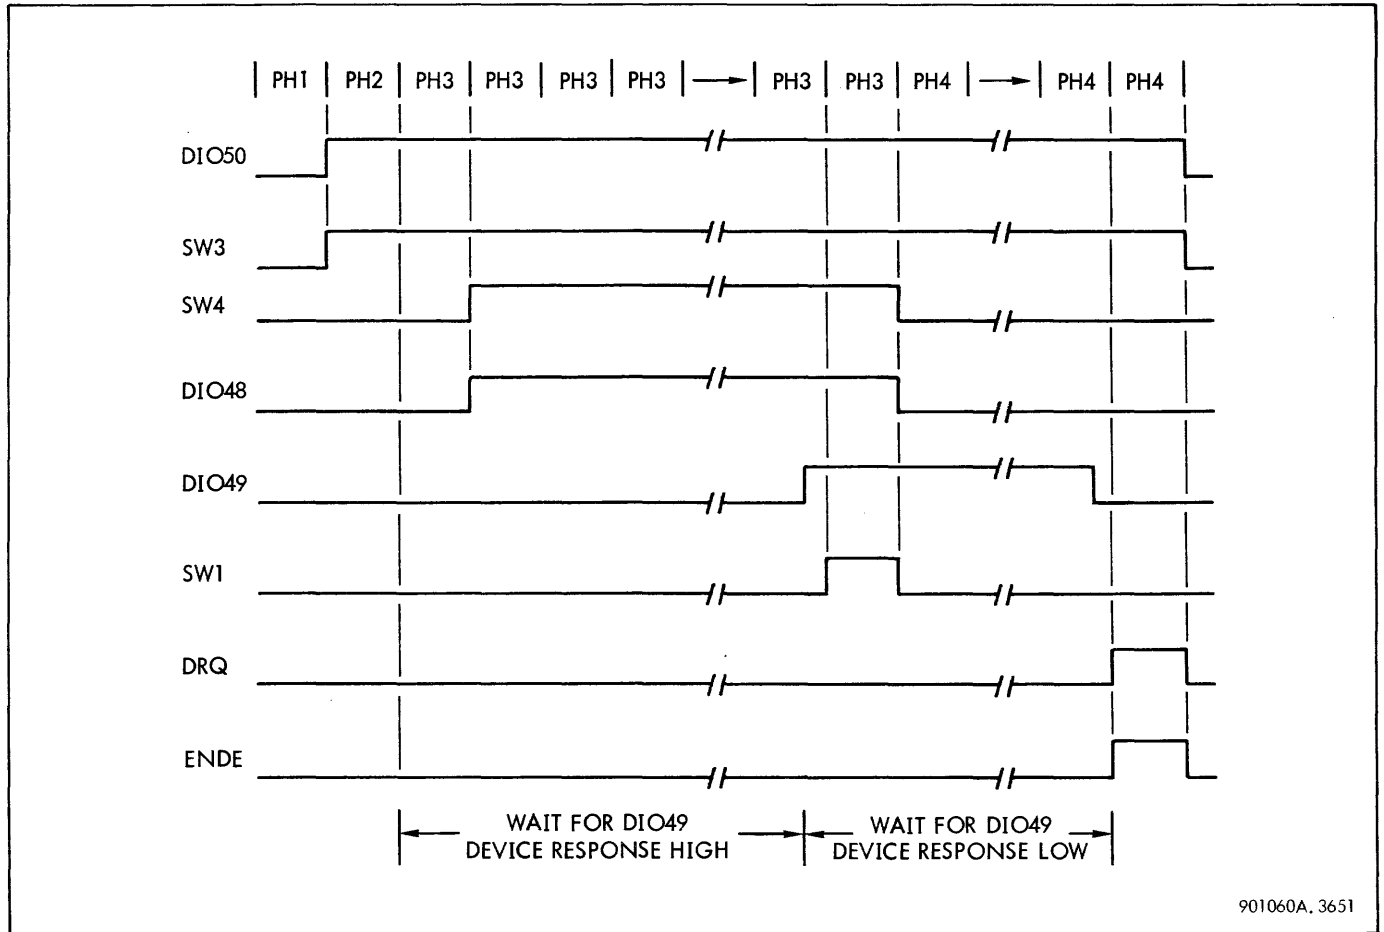 PH1 PH2 PH3 PH3 PH3 PH3 PH3 PH3 PH4 PH4 PH4
DIO50
SW3
SW4
DIO48
DIO49
SW1
DRQ
ENDE
WAIT FOR DIO49
DEVICE RESPONSE HIGH
WAIT FOR DIO49
DEVICE RESPONSE LOW
901060A. 3651